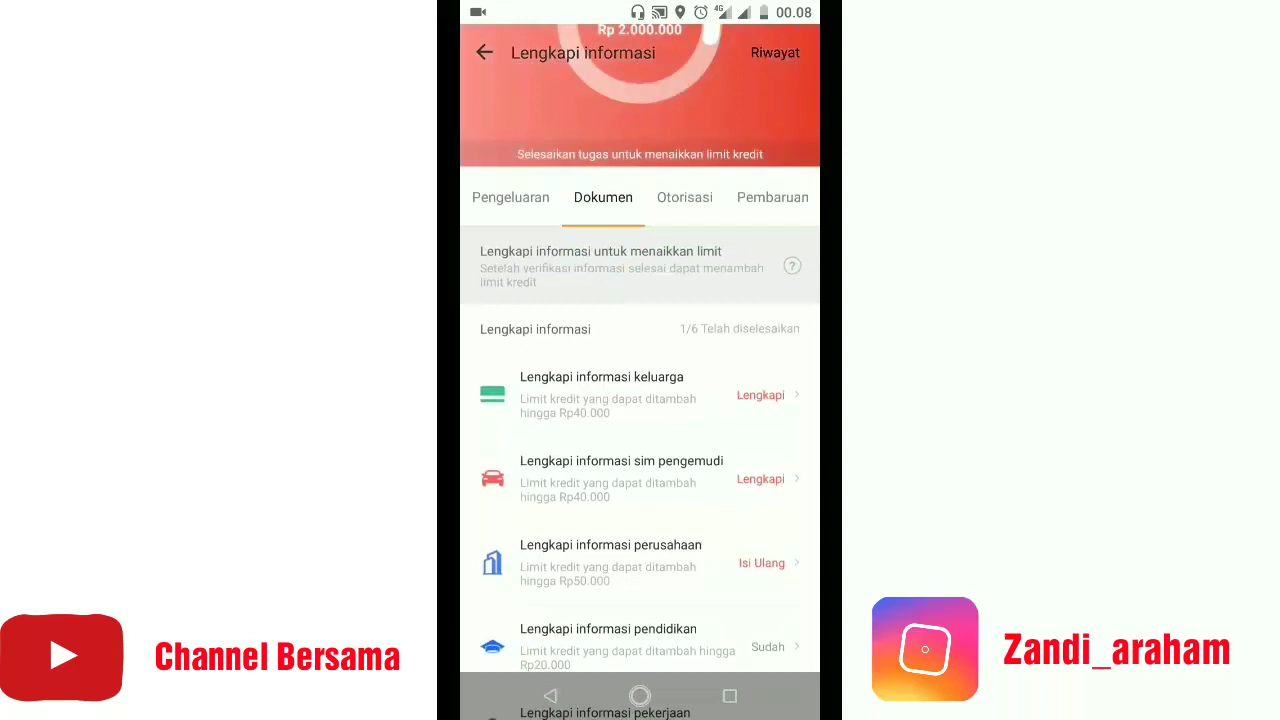 4G 00.08
Rp 2.000.000
Lengkapi informasi Riwayat
Selesaikan tugas untuk menaikkan limit kredit
Pengeluaran Dokumen Otorisasi Pembaruan
Lengkapi informasi untuk menaikkan limit
Setelah verifikasi informasi selesai dapat menambah
limit kredit
?
Lengkapi informasi 1/6 Telah diselesaikan
Lengkapi informasi keluarga
Limit kredit yang dapat ditambah
hingga Rp40.000
Lengkapi
Lengkapi informasi sim pengemudi
Limit kredit yang dapat ditambah
hingga Rp40.000
Lengkapi
Lengkapi informasi perusahaan
Limit kredit yang dapat ditambah
hingga Rp50.000
Isi Ulang
Lengkapi informasi pendidikan
Limit kredit yang dapat ditambah hingga
Rp20.000
Sudah
Lengkapi informasi pekerjaan
Channel Bersama
Zandi_araham